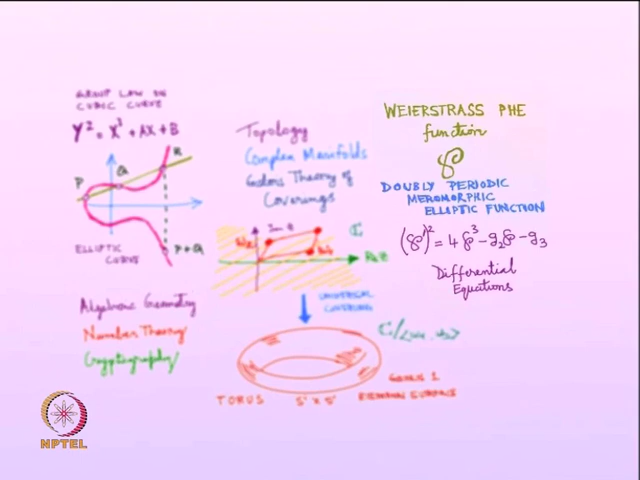 GROUP LAW ON
CUBIC CURVE
Y² = X³ + AX + B
R
Q
P
P+Q
ELLIPTIC
CURVE
Algebraic Geometry
Number Theory
Cryptography
Topology
Complex Manifolds
Galois Theory of
Coverings
ℂ
UNIVERSAL
COVERING
TORUS
S¹ × S¹
GENUS 1
RIEMANN SURFACE
WEIERSTRASS PHE
function
℘
DOUBLY PERIODIC
MEROMORPHIC
ELLIPTIC FUNCTION
(℘)² = 4℘³ - g₂℘ - g₃
Differential
Equations
NPTEL